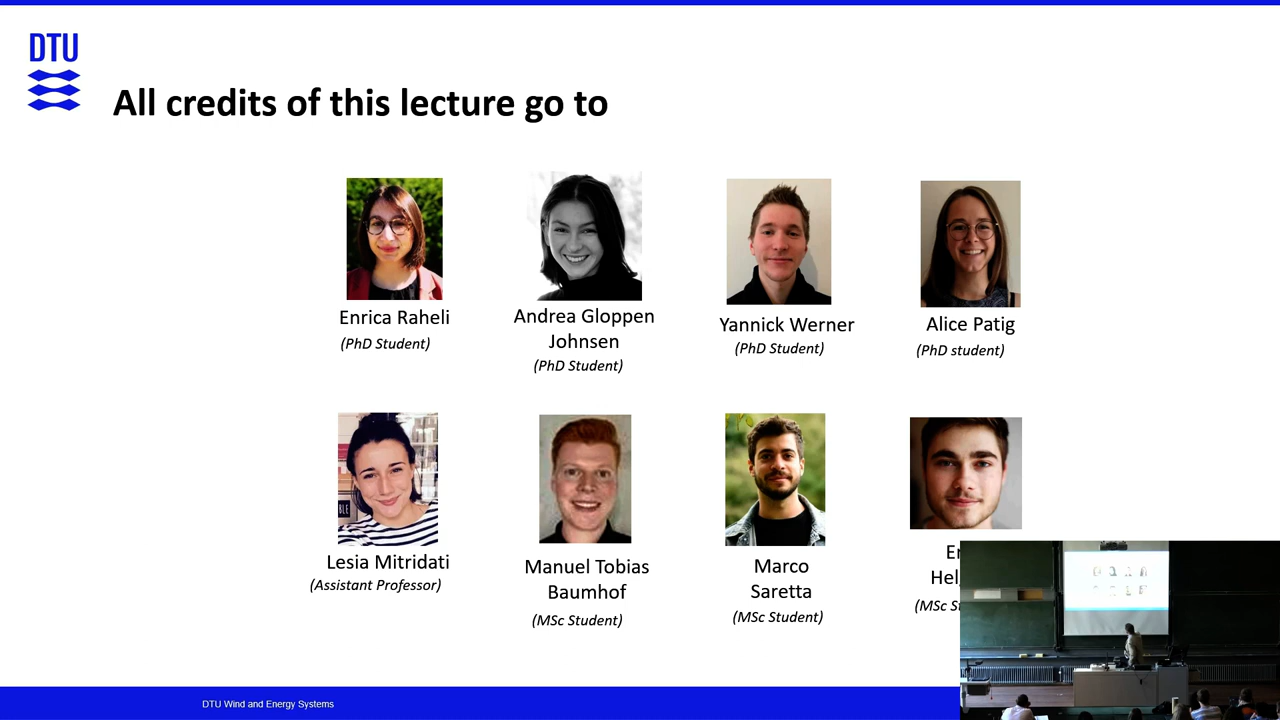 DTU
All credits of this lecture go to
Enrica Raheli
(PhD Student)
Andrea Gloppen
Johnsen
(PhD Student)
Yannick Werner
(PhD Student)
Alice Patig
(PhD student)
Lesia Mitridati
(Assistant Professor)
Manuel Tobias
Baumhof
(MSc Student)
Marco
Saretta
(MSc Student)
(MSc
DTU Wind and Energy Systems